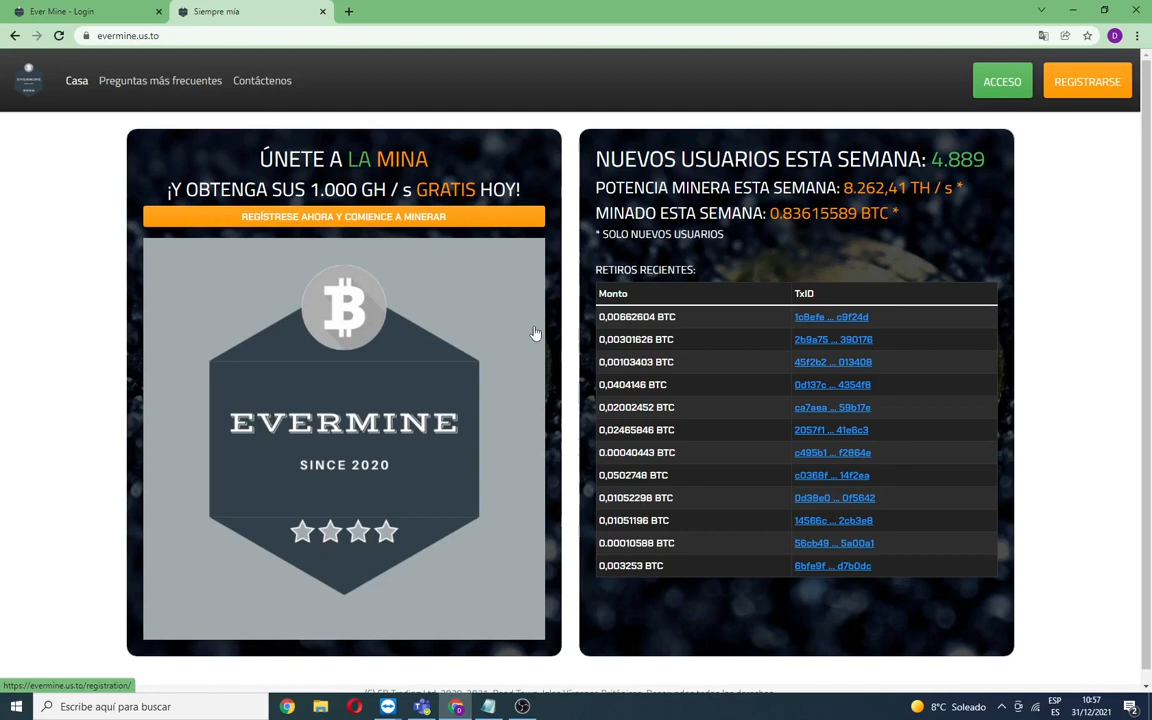 Ever Mine - Login
Siempre mía
evermine.us.to
D
EVERMINE
Casa
Preguntas más frecuentes
Contáctenos
ACCESO
REGISTRARSE
ÚNETE A LA MINA
¡Y OBTENGA SUS 1.000 GH / s GRATIS HOY!
REGÍSTRESE AHORA Y COMIENCE A MINERAR
EVERMINE
SINCE 2020
NUEVOS USUARIOS ESTA SEMANA: 4.889
POTENCIA MINERA ESTA SEMANA: 8.262,41 TH / s *
MINADO ESTA SEMANA: 0.83615589 BTC *
* SOLO NUEVOS USUARIOS
RETIROS RECIENTES:
Monto TxID
0,00662604 BTC 1c8efe ... c9f24d
0,00301626 BTC 2b9a75 ... 390176
0,00103403 BTC 45f2b2 ... 013408
0,0404146 BTC 0d137c ... 4354f8
0,02002452 BTC ca7aea ... 59b17e
0,02465846 BTC 2057f1 ... 41e6c3
0.00040443 BTC c495b1 ... f2864e
0,0502748 BTC c0368f ... 14f2ea
0,01052298 BTC 0d38e0 ... 0f5642
0,01051196 BTC 14566c ... 2cb3e8
0.00010588 BTC 56cb49 ... 5a00a1
0,003253 BTC 6bfe9f ... d7b0dc
https://evermine.us.to/registration/
Escribe aquí para buscar
8°C Soleado
ESP
ES
10:57
31/12/2021
2